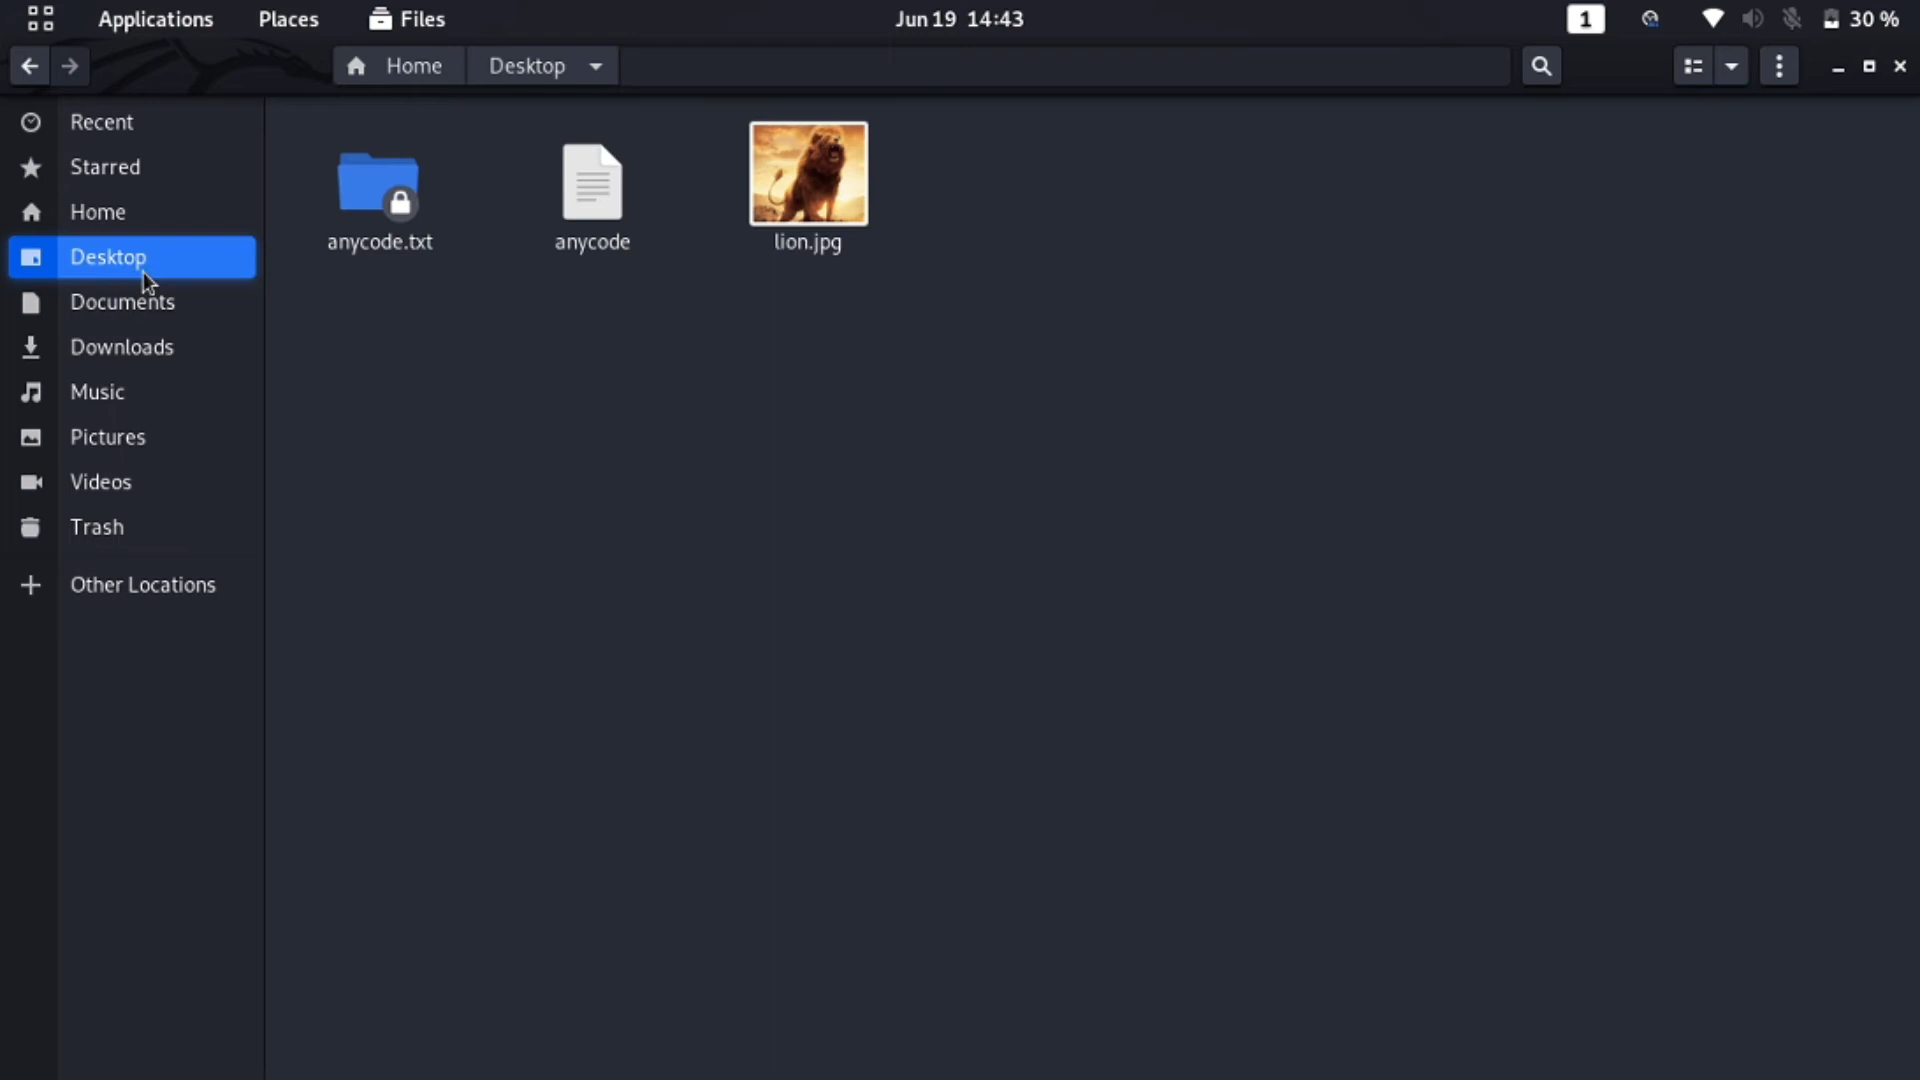 Applications Places Files Jun 19 14:43 1 30 %
Home Desktop
Recent
Starred
Home
Desktop
Documents
Downloads
Music
Pictures
Videos
Trash
Other Locations
anycode.txt anycode lion.jpg